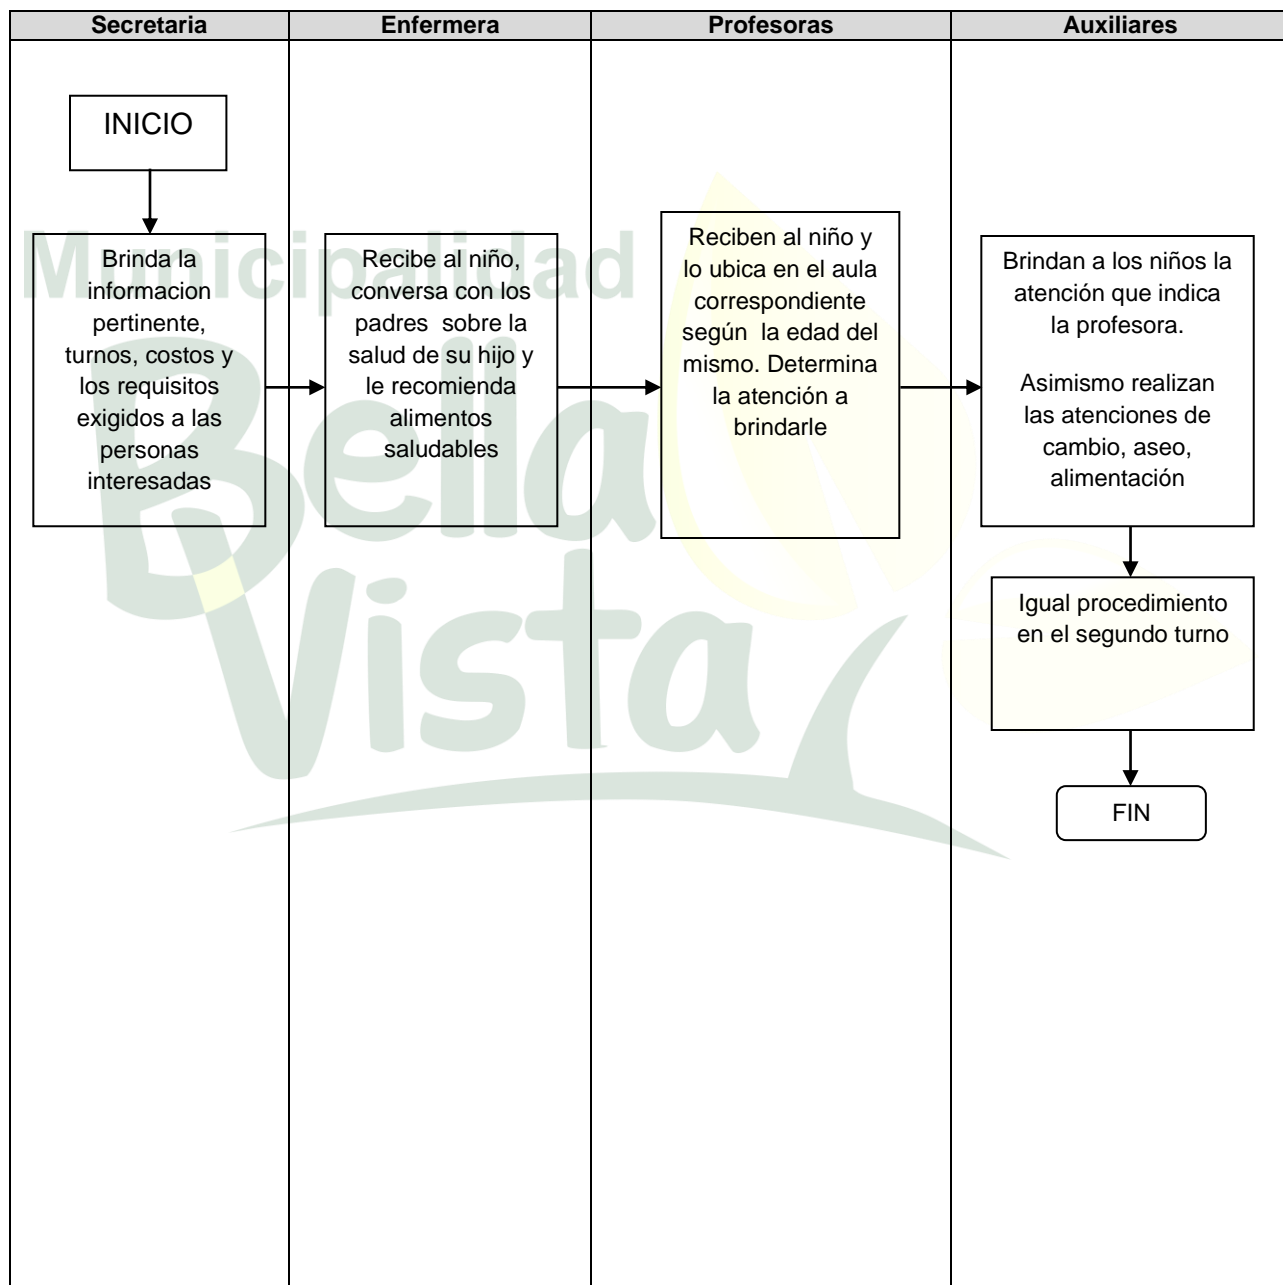 Secretaria
Enfermera
Profesoras
Auxiliares
INICIO
Brinda la
informacion
pertinente,
turnos, costos y
los requisitos
exigidos a las
personas
interesadas
Recibe al niño,
conversa con los
padres sobre la
salud de su hijo y
le recomienda
alimentos
saludables
Reciben al niño y
lo ubica en el aula
correspondiente
según la edad del
mismo. Determina
la atención a
brindarle
Brindan a los niños la
atención que indica
la profesora.
Asimismo realizan
las atenciones de
cambio, aseo,
alimentación
Igual procedimiento
en el segundo turno
FIN
Municipalidad
Bella
Vista